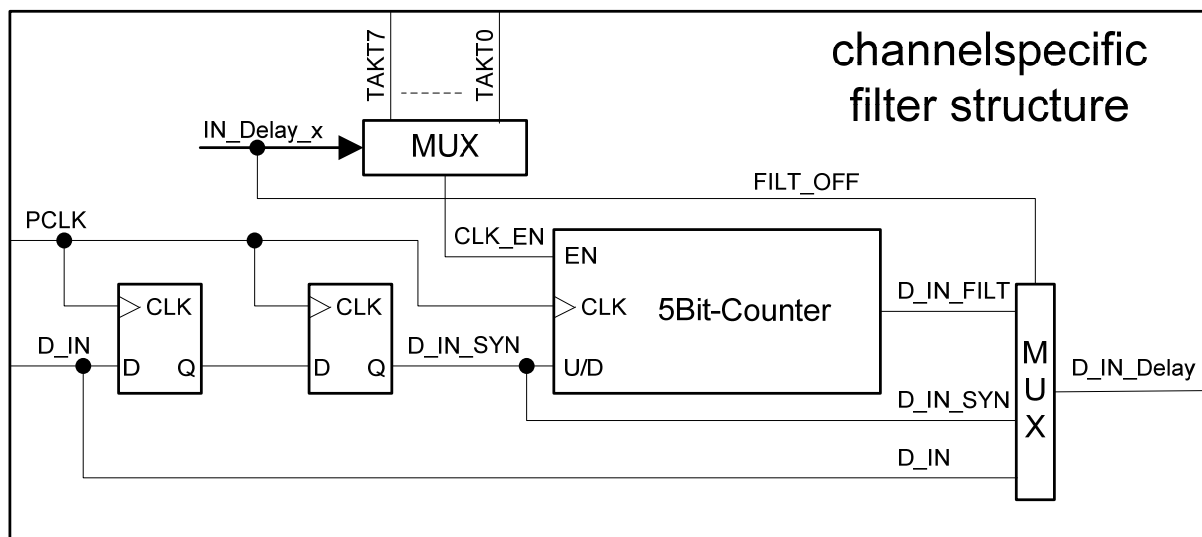 channelspecific
filter structure
TAKT7
TAKT0
IN_Delay_x
MUX
FILT_OFF
PCLK
CLK_EN
EN
CLK
CLK
CLK
5Bit-Counter
D_IN_FILT
D_IN
D
Q
D
Q
D_IN_SYN
U/D
MUX
D_IN_Delay
D_IN_SYN
D_IN